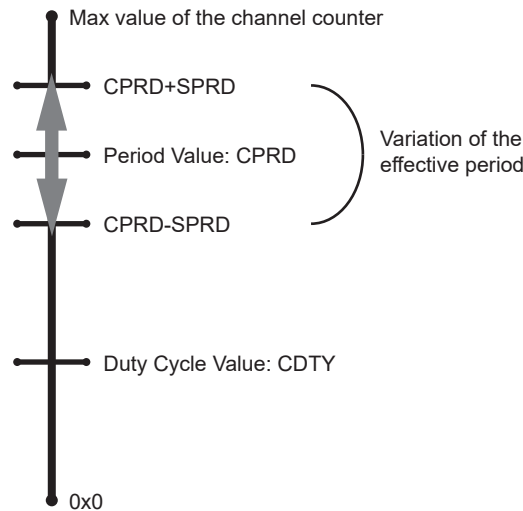 Max value of the channel counter
CPRD+SPRD
Period Value: CPRD
Variation of the
effective period
CPRD-SPRD
Duty Cycle Value: CDTY
0x0